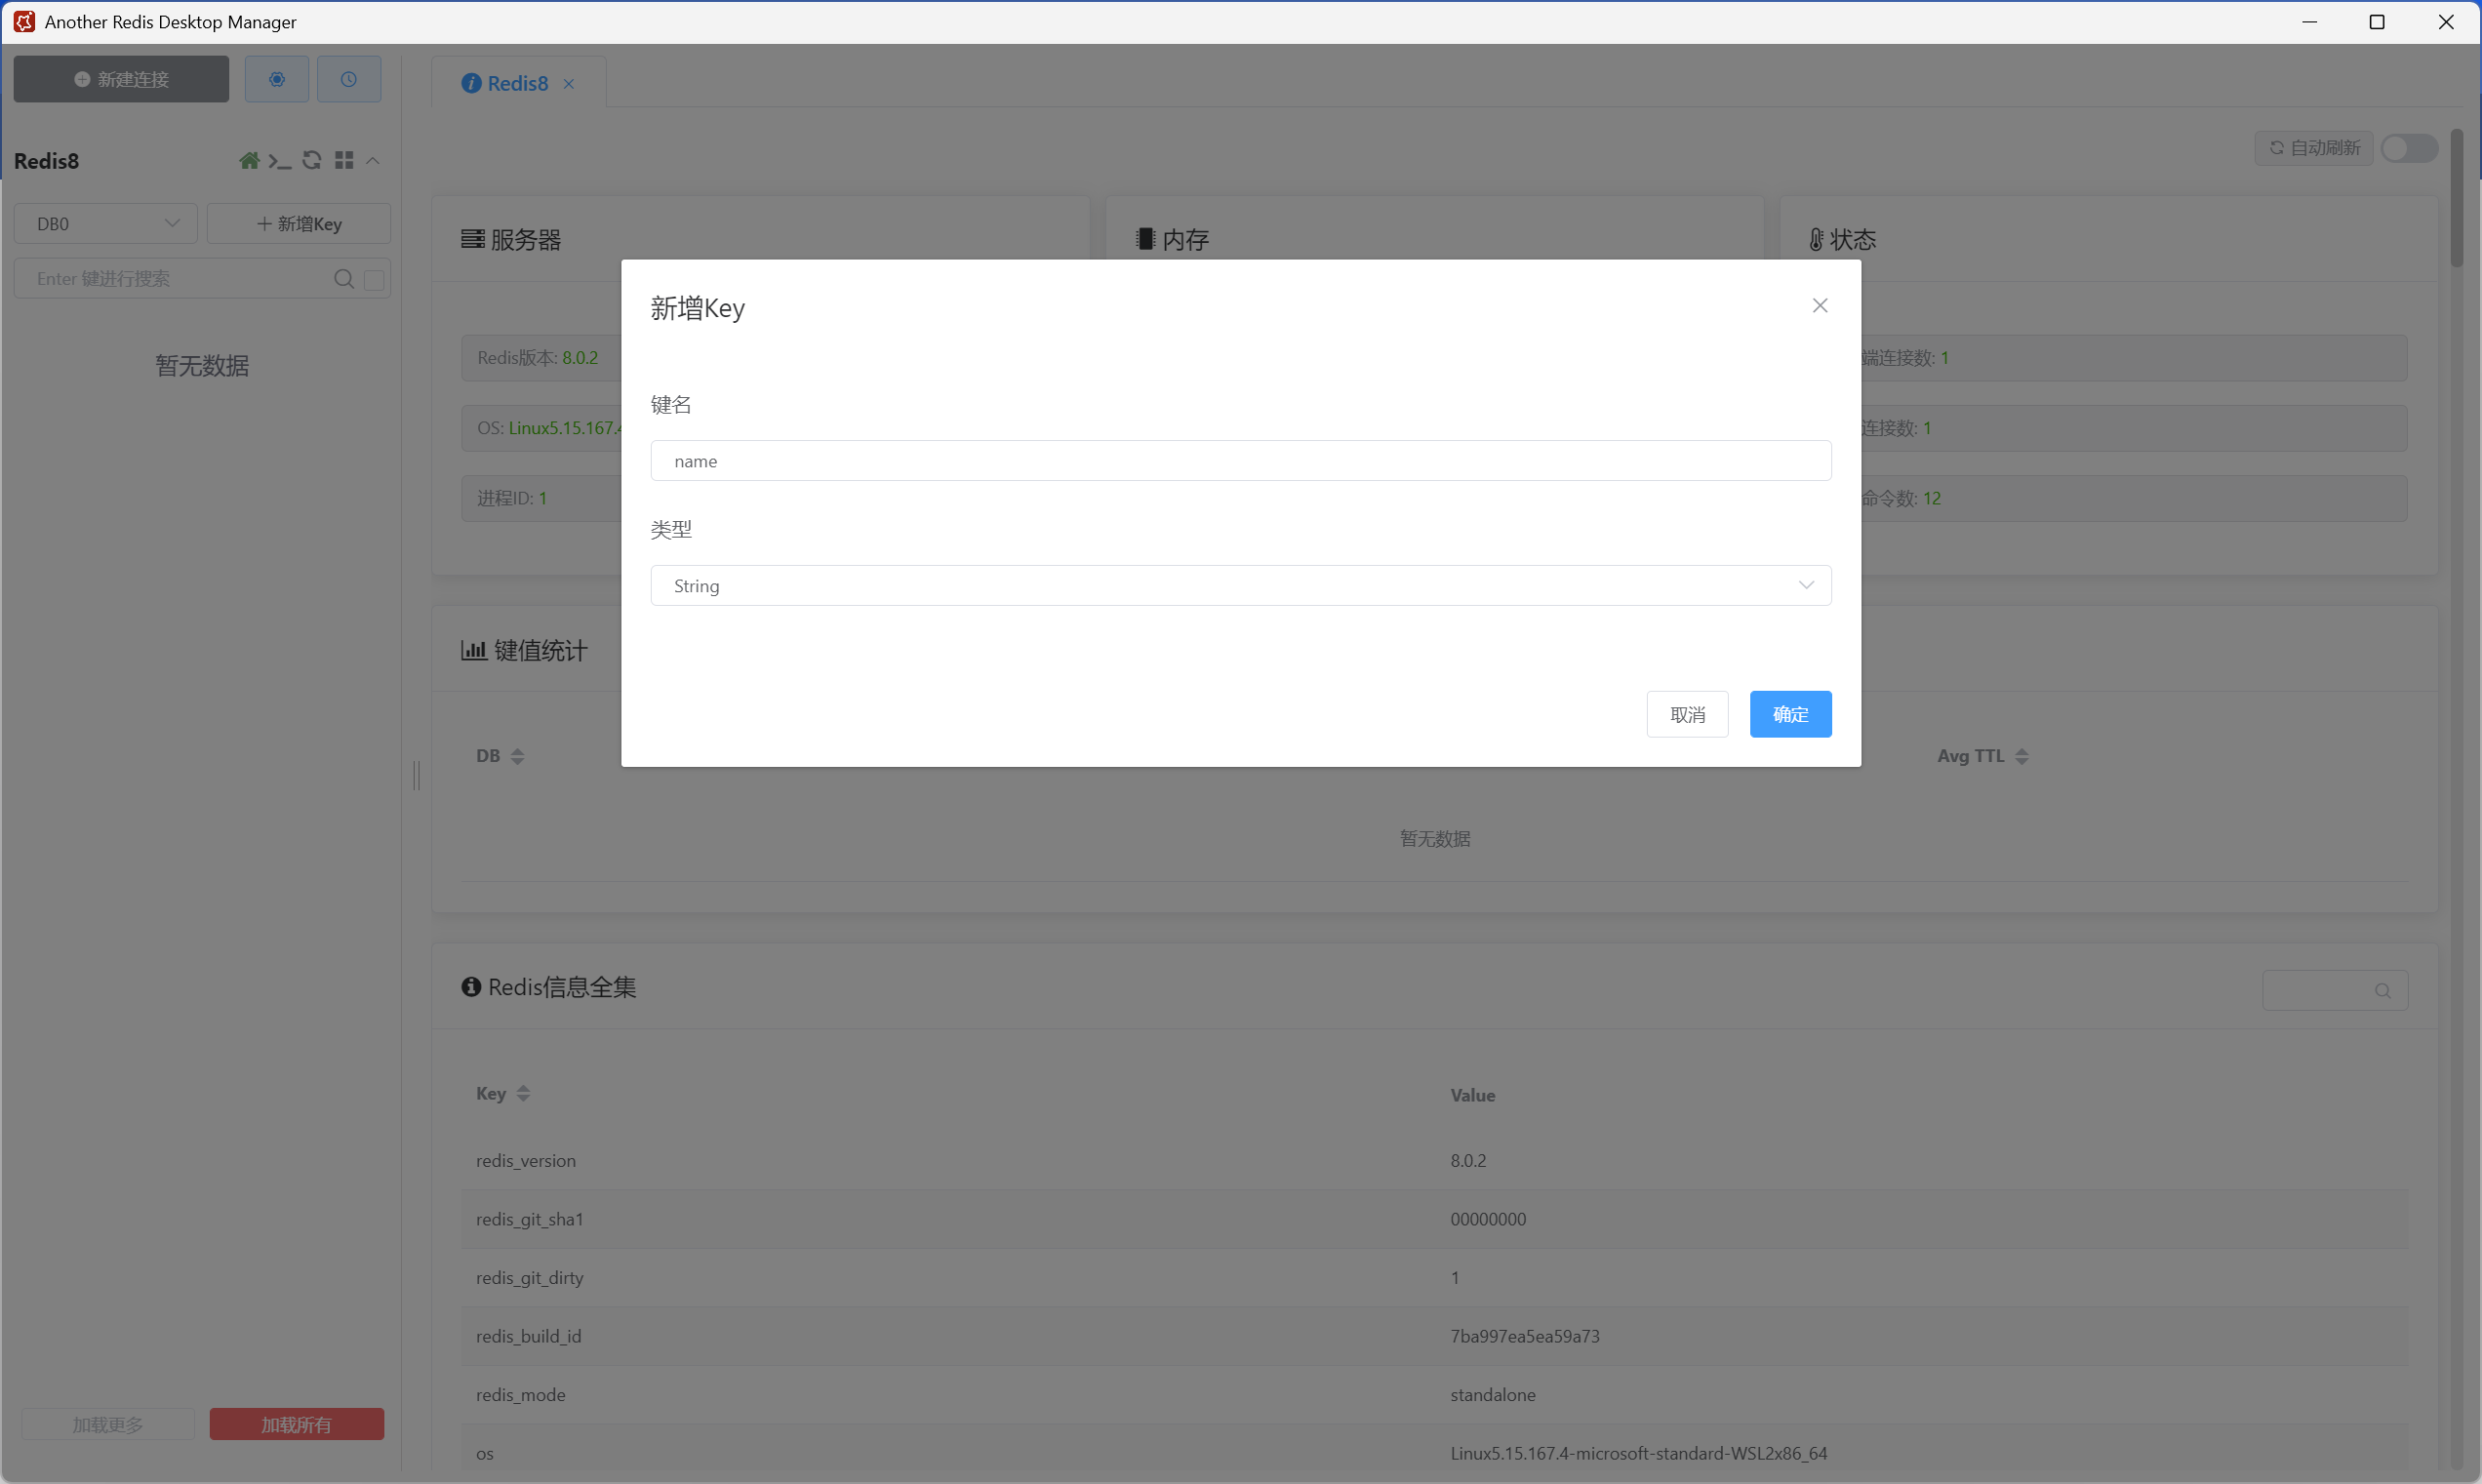 Another Redis Desktop Manager
新建连接
Redis8
Redis8
自动刷新
DB0
新增Key
Enter 键进行搜索
暂无数据
服务器
内存
状态
Redis版本: 8.0.2
端连接数: 1
OS: Linux5.15.167.4
连接数: 1
进程ID: 1
命令数: 12
新增Key
键名
name
类型
String
取消
确定
键值统计
DB
Avg TTL
暂无数据
Redis信息全集
Key
Value
redis_version
8.0.2
redis_git_sha1
00000000
redis_git_dirty
1
redis_build_id
7ba997ea5ea59a73
redis_mode
standalone
os
Linux5.15.167.4-microsoft-standard-WSL2x86_64
加载更多
加载所有